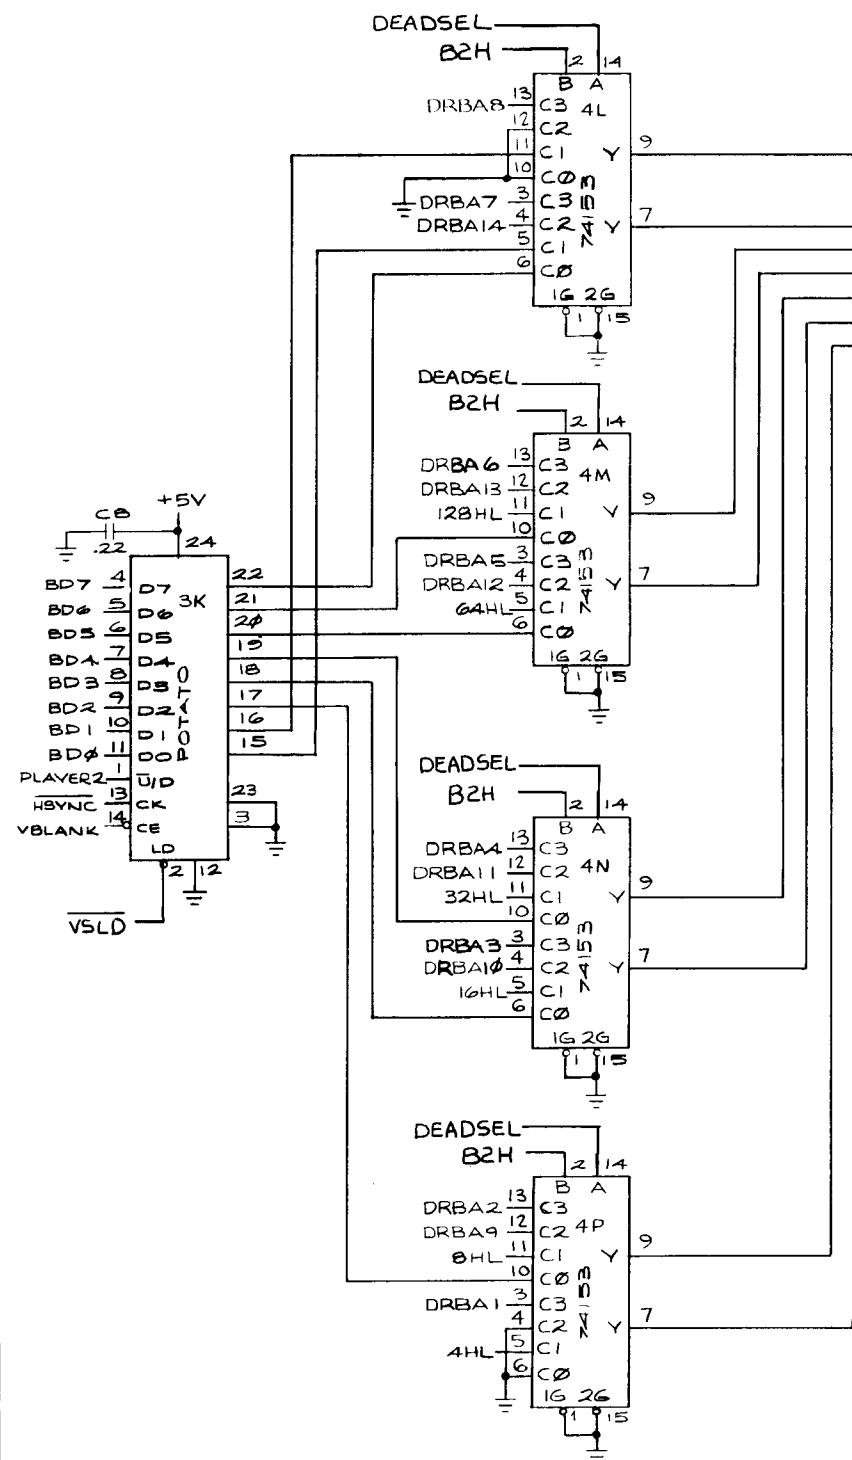 DEADSEL
B2H
2 14
B A
DRBA8 13 C3 4L
12 C2
11 C1 Y 9
10 CØ
DRBA7 3 C3 74153
DRBA14 4 C2 Y 7
5 C1
6 CØ
1G 2G
1 15
DEADSEL
B2H
2 14
B A
DRBA6 13 C3 4M
DRBA13 12 C2
128HL 11 C1 Y 9
10 CØ
DRBA5 3 C3 74153
DRBA12 4 C2 Y 7
64HL 5 C1
6 CØ
1G 2G
1 15
C8
.22
+5V
24
BD7 4 D7 3K 22
BD6 5 D6 21
BD5 6 D5 2Ø
BD4 7 D4 19
BD3 8 D3 18
BD2 9 D2 17
BD1 10 D1 16
BDØ 11 D0 15
POTATO
PLAYER2 1 U̅/D
H̅S̅Y̅N̅C̅ 13 CK 23
VBLANK 14 CE 3
LD
2 12
V̅S̅L̅D̅
DEADSEL
B2H
2 14
B A
DRBA4 13 C3 4N
DRBA11 12 C2
32HL 11 C1 Y 9
10 CØ
DRBA3 3 C3 74153
DRBA1Ø 4 C2 Y 7
16HL 5 C1
6 CØ
1G 2G
1 15
DEADSEL
B2H
2 14
B A
DRBA2 13 C3 4P
DRBA9 12 C2
8HL 11 C1 Y 9
10 CØ
DRBA1 3 C3 74153
4 C2 Y 7
4HL 5 C1
6 CØ
1G 2G
1 15